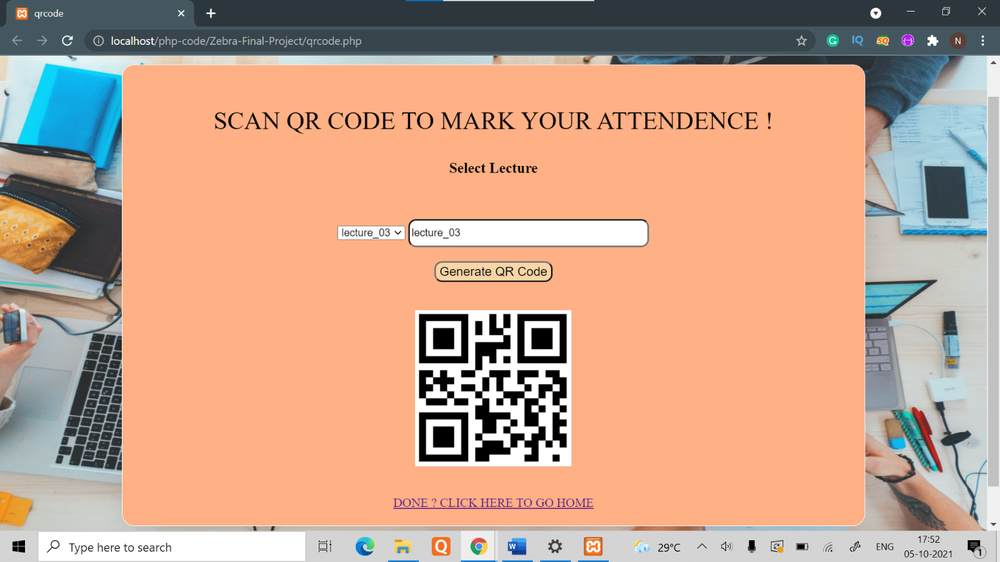 qrcode
localhost/php-code/Zebra-Final-Project/qrcode.php
IQ
SQ
N
SCAN QR CODE TO MARK YOUR ATTENDENCE !
Select Lecture
lecture_03 lecture_03
Generate QR Code
DONE ? CLICK HERE TO GO HOME
Type here to search
29°C
ENG
17:52
05-10-2021
1